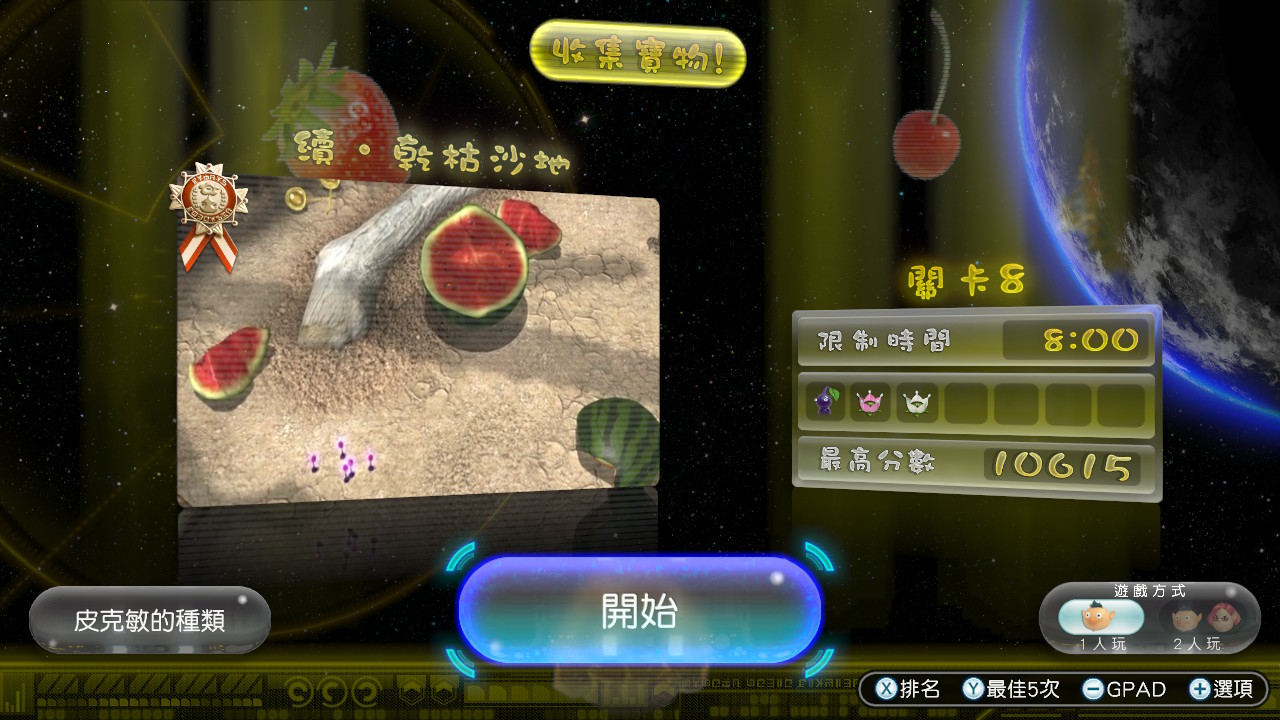 收集寶物!
續・乾枯沙地
關卡8
限制時間 8:00
最高分數 10615
開始
皮克敏的種類
遊戲方式
1人玩 2人玩
X排名 Y最佳5次 −GPAD +選項